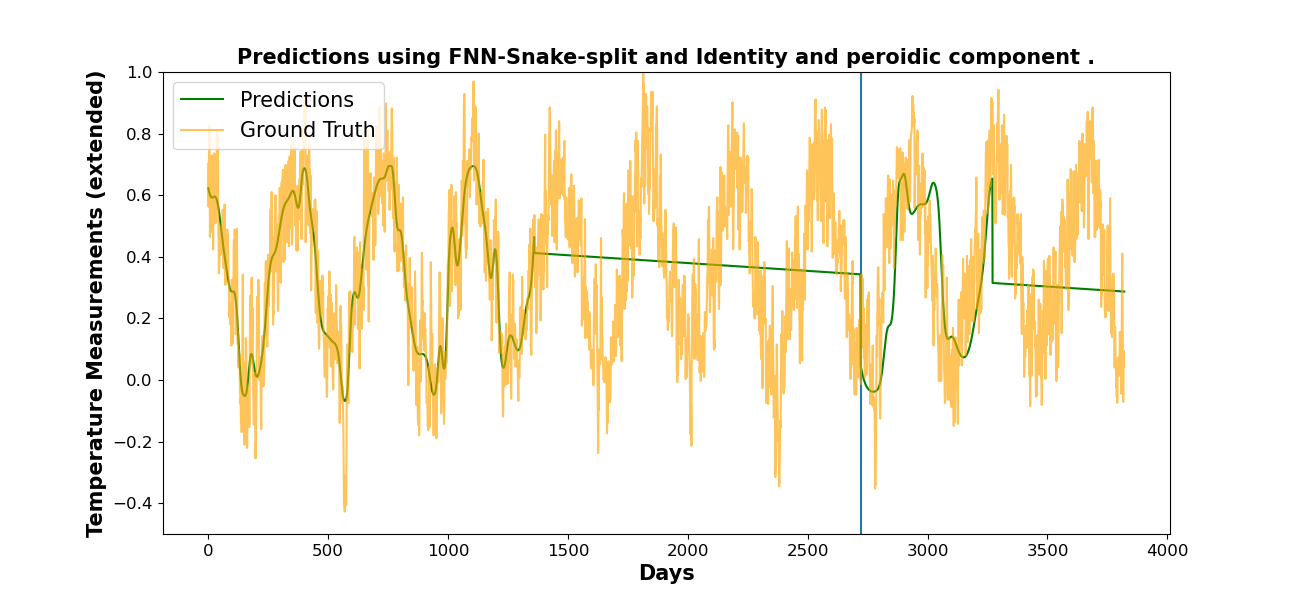 Predictions using FNN-Snake-split and Identity and peroidic component .
Predictions
Ground Truth
Temperature Measurements (extended)
1.0
0.8
0.6
0.4
0.2
0.0
−0.2
−0.4
0 500 1000 1500 2000 2500 3000 3500 4000
Days